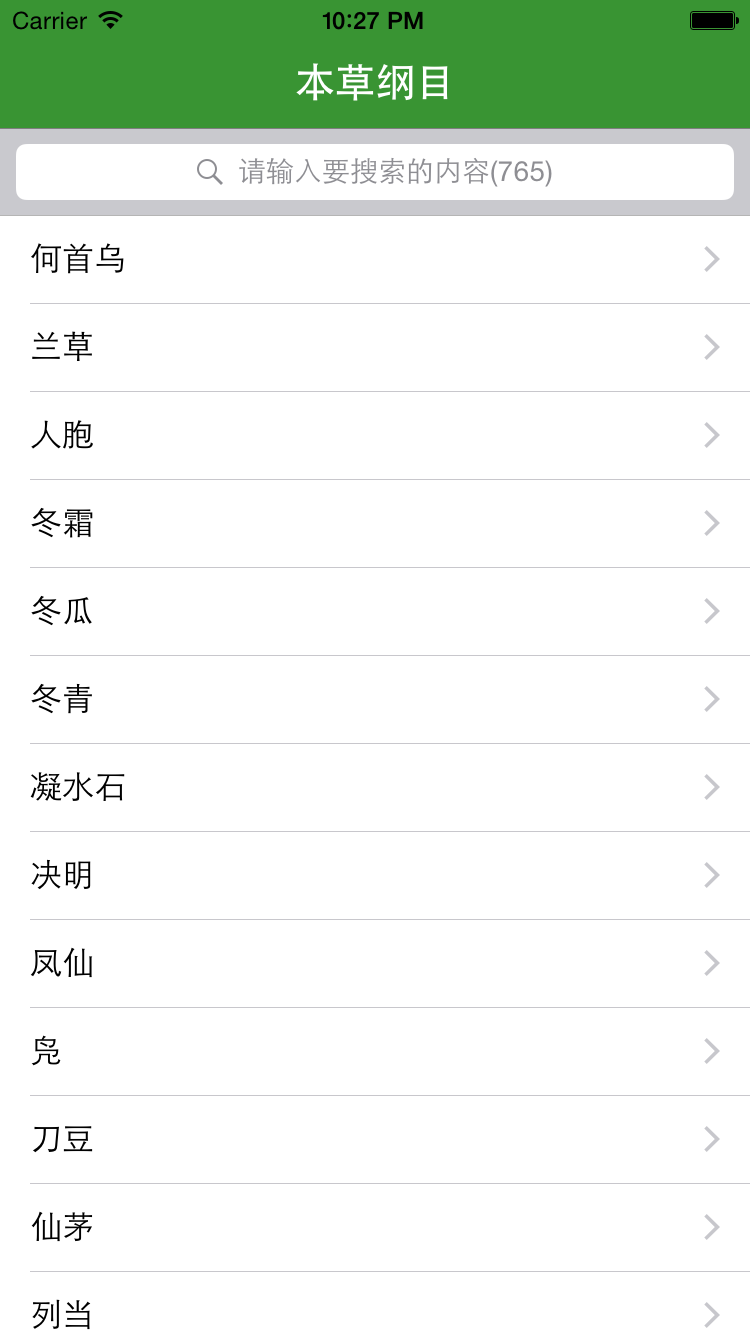 Carrier 10:27 PM
本草纲目
请输入要搜索的内容(765)
何首乌
兰草
人胞
冬霜
冬瓜
冬青
凝水石
决明
凤仙
凫
刀豆
仙茅
列当